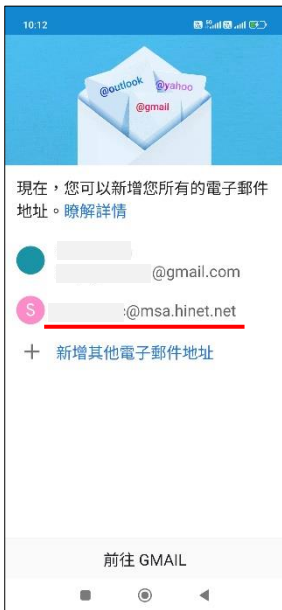 10:12
@outlook
@yahoo
@gmail
現在，您可以新增您所有的電子郵件
地址。瞭解詳情
@gmail.com
S
:@msa.hinet.net
+ 新增其他電子郵件地址
前往 GMAIL